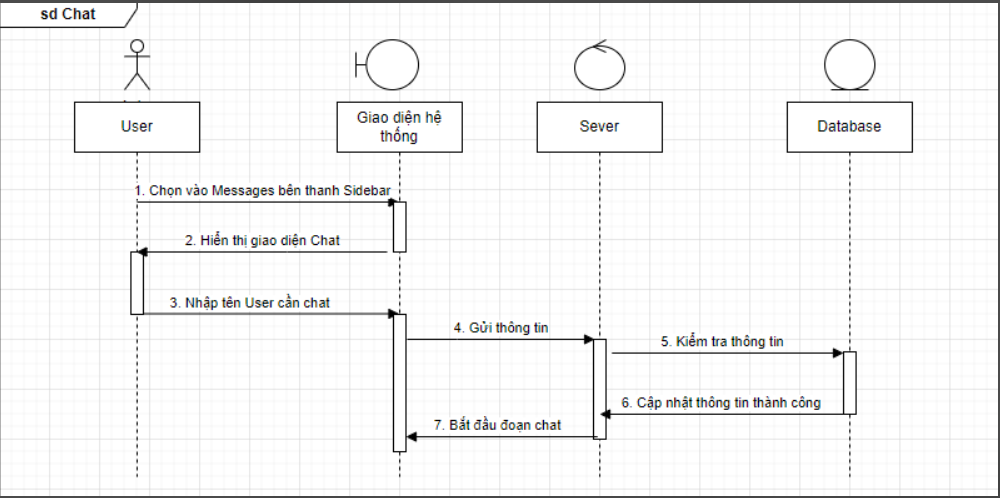 sd Chat
User
Giao diện hệ
thống
Sever
Database
1. Chọn vào Messages bên thanh Sidebar
2. Hiển thị giao diện Chat
3. Nhập tên User cần chat
4. Gửi thông tin
5. Kiểm tra thông tin
6. Cập nhật thông tin thành công
7. Bắt đầu đoạn chat